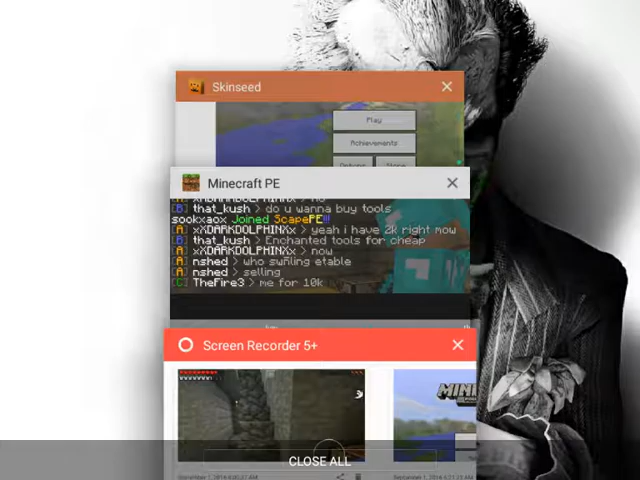 Skinseed
Play
Achievements
Minecraft PE
[B] that_kush > do u wanna buy tools
sookxaox Joined ScapePE!!!
[A] xXDARKDOLPHINXx > yeah i have 2k right now
[B] that_kush > Enchanted tools for cheap
[A] xXDARKDOLPHINXx > now
[A] nshed > who swnling etable
[A] nshed > selling
[C] TheFire3 > me for 10k
Screen Recorder 5+
CLOSE ALL